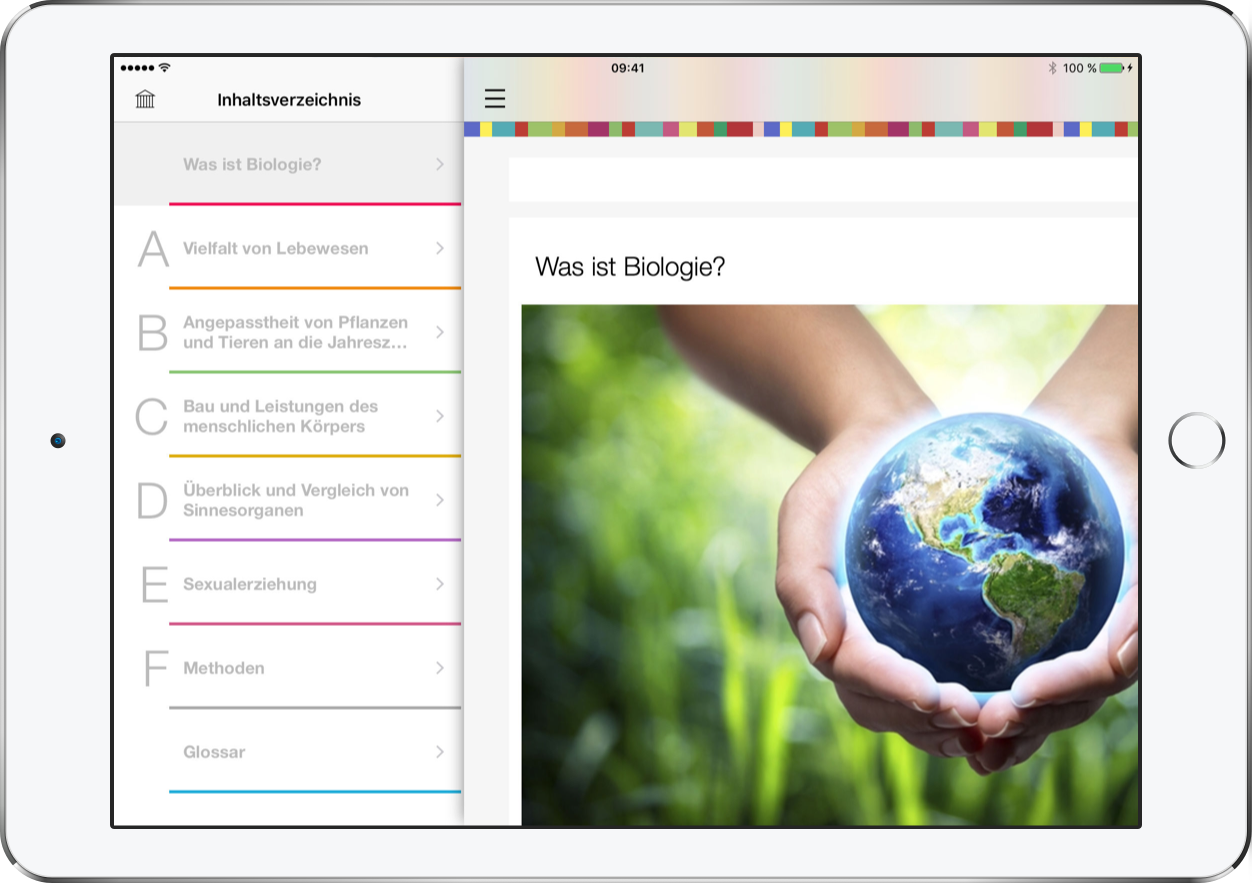 09:41
100 %
Inhaltsverzeichnis
Was ist Biologie?
A
Vielfalt von Lebewesen
B
Angepasstheit von Pflanzen
und Tieren an die Jahresz…
C
Bau und Leistungen des
menschlichen Körpers
D
Überblick und Vergleich von
Sinnesorganen
E
Sexualerziehung
F
Methoden
Glossar
Was ist Biologie?